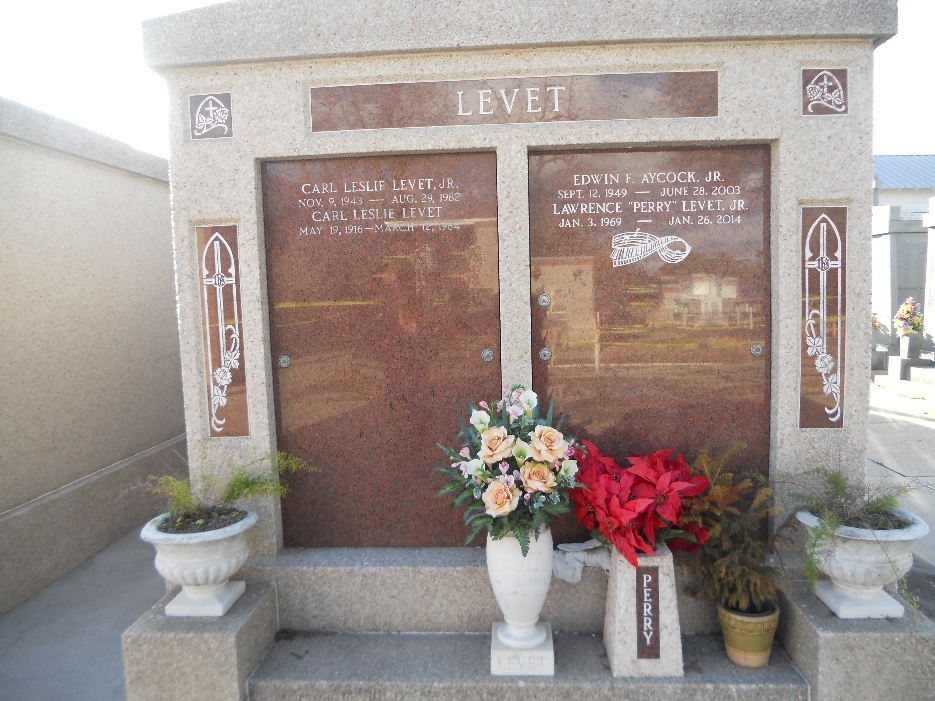 LEVET
CARL LESLIE LEVET, JR.
NOV. 9, 1943 — AUG. 29, 1982
CARL LESLIE LEVET
MAY 19, 1916 — MARCH 12, 1984
EDWIN F. AYCOCK, JR.
SEPT. 12, 1949 — JUNE 28, 2003
LAWRENCE "PERRY" LEVET, JR.
JAN. 3, 1969 — JAN. 26, 2014
IHS
IHS
PERRY
LEVET